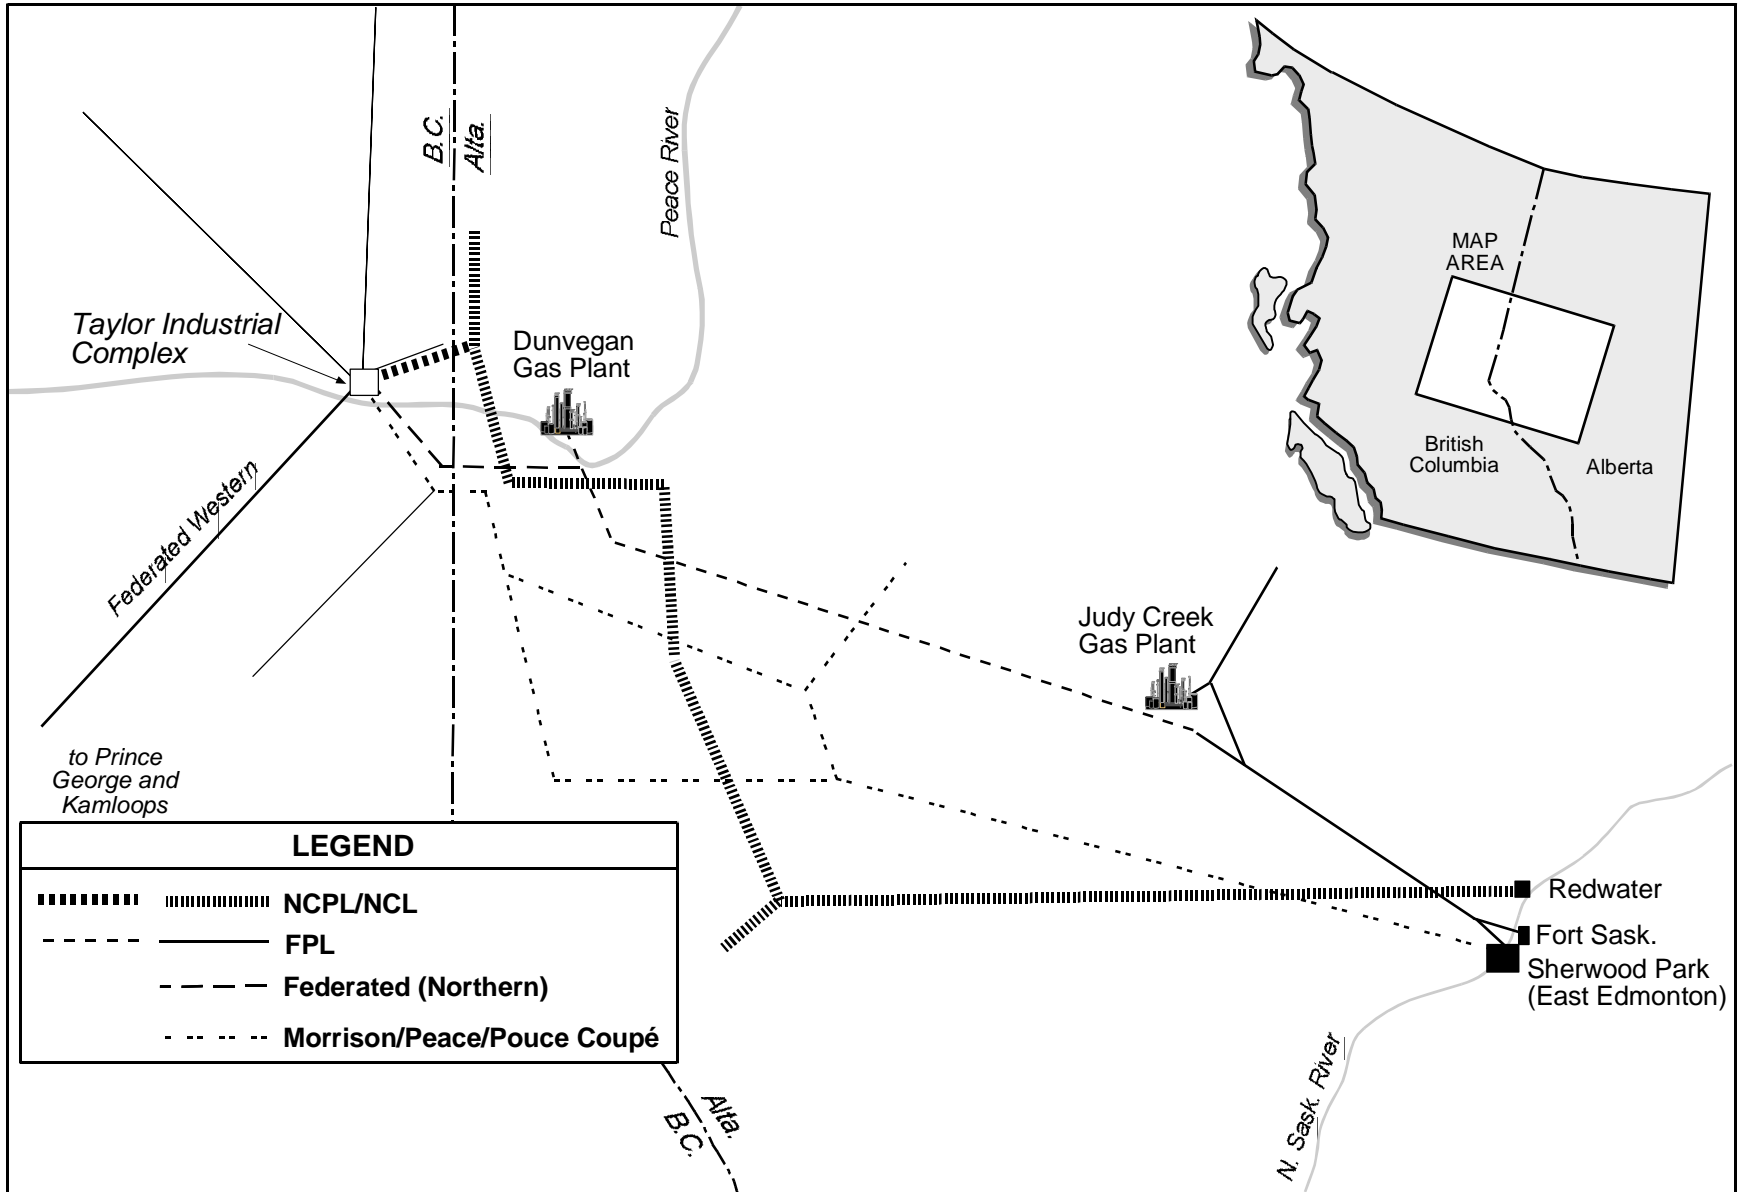 B.C.
Alta.
Peace River
MAP
AREA
Taylor Industrial
Complex
Dunvegan
Gas Plant
British
Columbia
Alberta
Federated Western
Judy Creek
Gas Plant
to Prince
George and
Kamloops
LEGEND
NCPL/NCL
FPL
Federated (Northern)
Morrison/Peace/Pouce Coupé
Redwater
Fort Sask.
Sherwood Park
(East Edmonton)
N. Sask. River
Alta.
B.C.